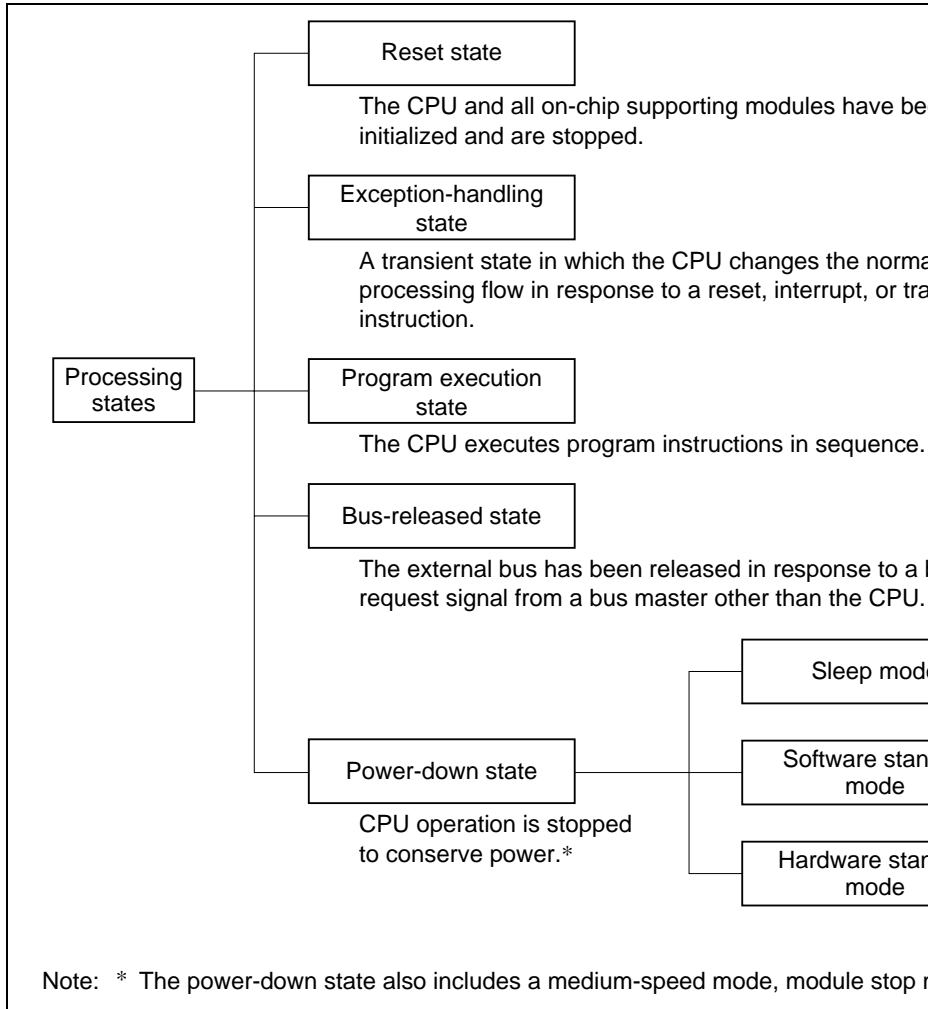 Reset state
The CPU and all on-chip supporting modules have be
initialized and are stopped.
Exception-handling
state
A transient state in which the CPU changes the norma
processing flow in response to a reset, interrupt, or tra
instruction.
Processing
states
Program execution
state
The CPU executes program instructions in sequence.
Bus-released state
The external bus has been released in response to a b
request signal from a bus master other than the CPU.
Sleep mode
Power-down state
Software stan
mode
CPU operation is stopped
to conserve power.*
Hardware stan
mode
Note: * The power-down state also includes a medium-speed mode, module stop m